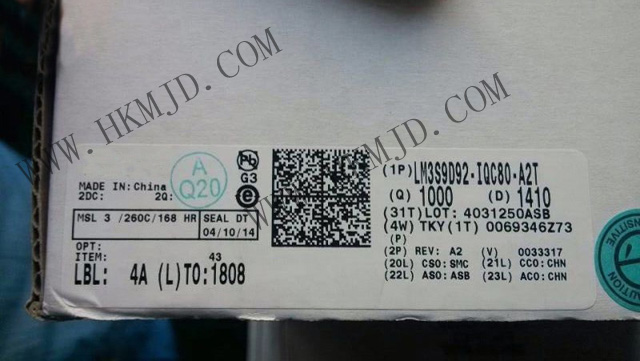 WWW.HKMJD.COM
WWW.HKMJD.COM
A
Q20
Pb
G3
e
MADE IN: China
2DC: 2Q:
MSL 3 /260C/168 HR SEAL DT
04/10/14
OPT:
ITEM: 43
LBL: 4A (L)TO:1808
(1P) LM3S9D92-IQC80-A2T
(Q) 1000 (D) 1410
(31T) LOT: 4031250ASB
(4W) TKY(1T) 0069346Z73
(P)
(2P) REV: A2 (V) 0033317
(20L) CSO:SMC (21L) CCO:CHN
(22L) ASO:ASB (23L) ACO:CHN